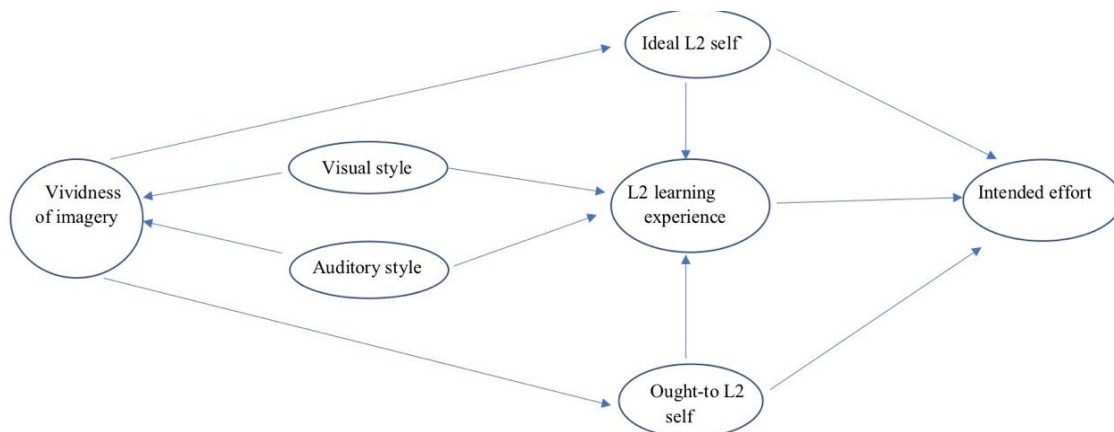 Ideal L2 self
Visual style
Vividness
of imagery
L2 learning
experience
Intended effort
Auditory style
Ought-to L2
self